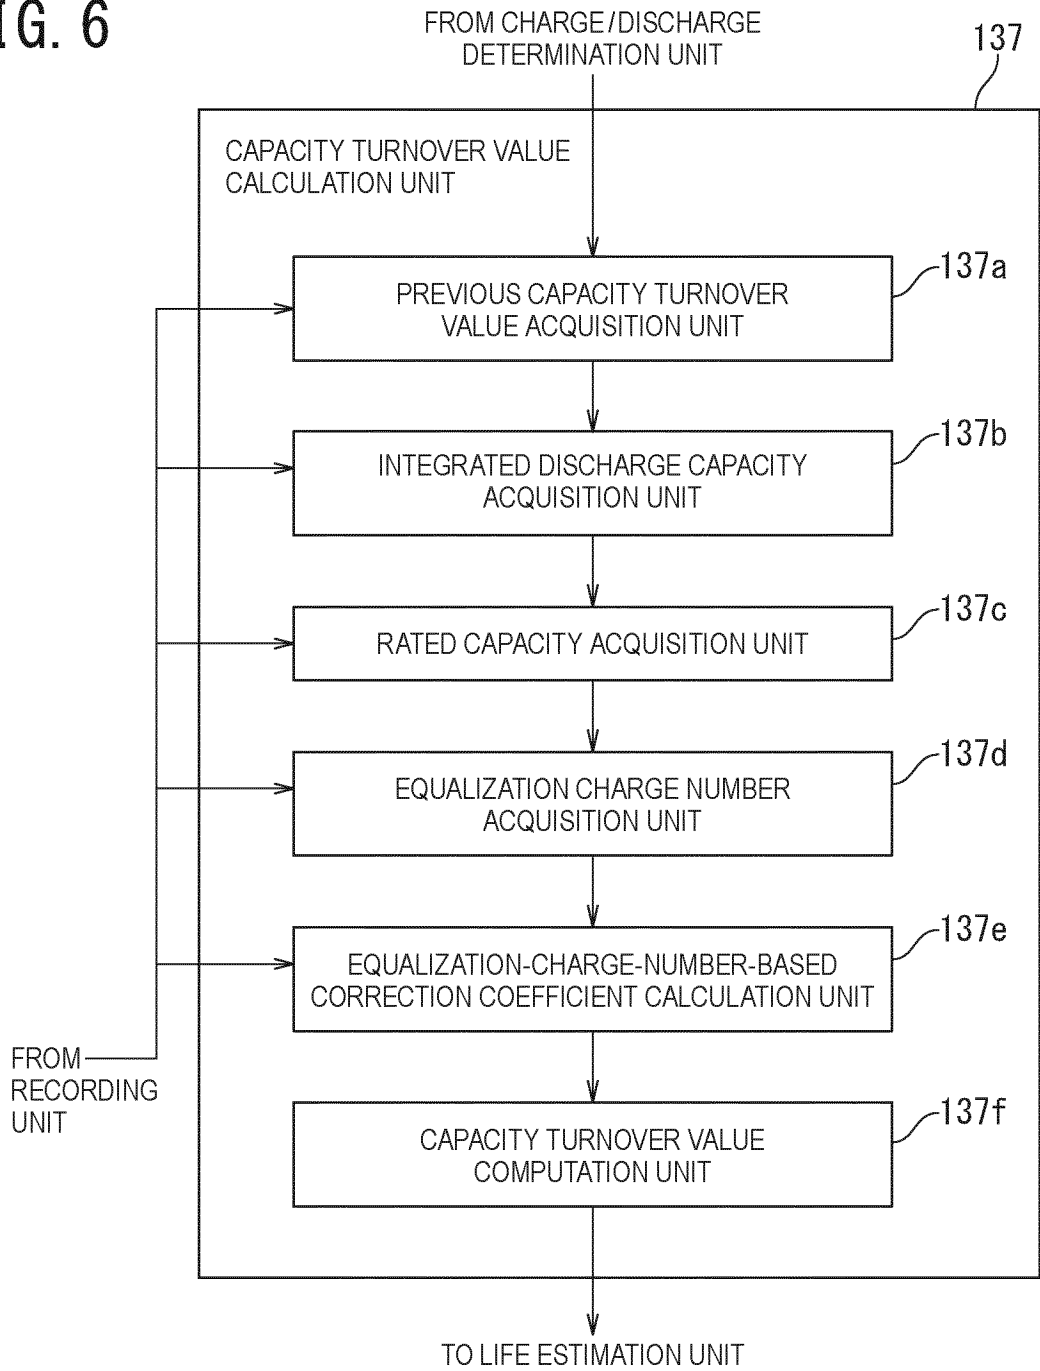 IG. 6
FROM CHARGE/DISCHARGE
DETERMINATION UNIT
137
CAPACITY TURNOVER VALUE
CALCULATION UNIT
137a
PREVIOUS CAPACITY TURNOVER
VALUE ACQUISITION UNIT
137b
INTEGRATED DISCHARGE CAPACITY
ACQUISITION UNIT
137c
RATED CAPACITY ACQUISITION UNIT
137d
EQUALIZATION CHARGE NUMBER
ACQUISITION UNIT
137e
EQUALIZATION-CHARGE-NUMBER-BASED
CORRECTION COEFFICIENT CALCULATION UNIT
FROM
RECORDING
UNIT
137f
CAPACITY TURNOVER VALUE
COMPUTATION UNIT
TO LIFE ESTIMATION UNIT